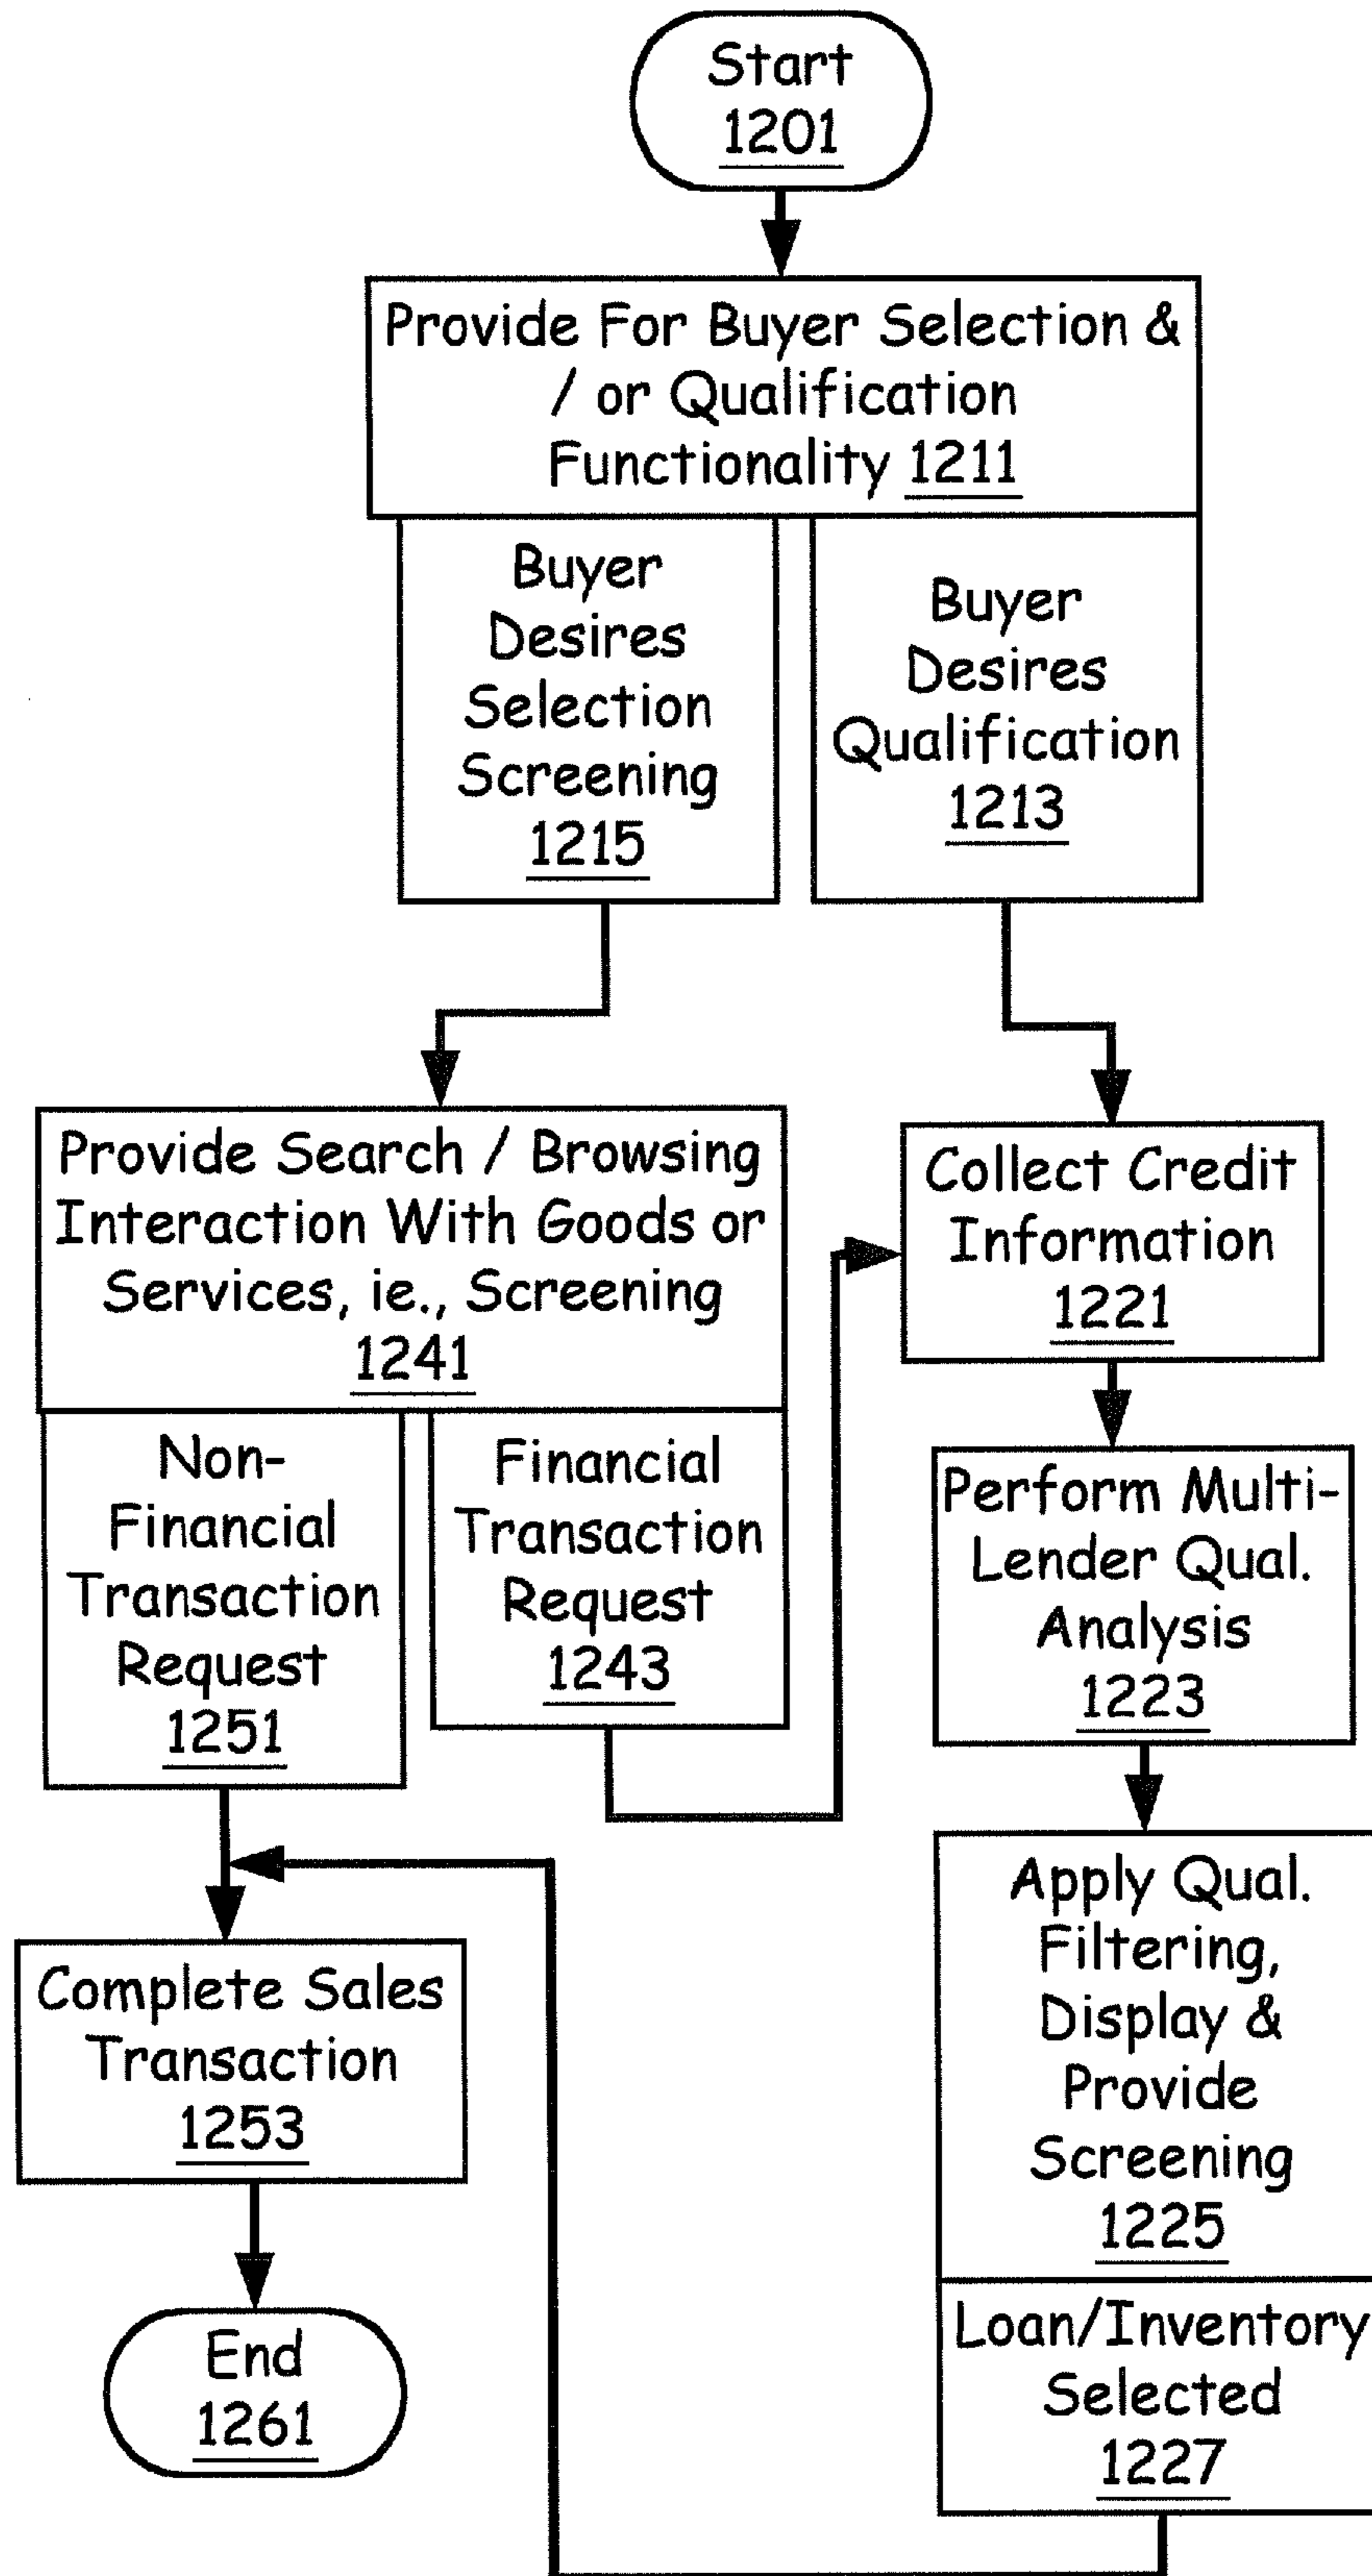 Start
1201
Provide For Buyer Selection &
/ or Qualification
Functionality 1211
Buyer
Desires
Selection
Screening
1215
Buyer
Desires
Qualification
1213
Provide Search / Browsing
Interaction With Goods or
Services, ie., Screening
1241
Non-
Financial
Transaction
Request
1251
Financial
Transaction
Request
1243
Collect Credit
Information
1221
Perform Multi-
Lender Qual.
Analysis
1223
Apply Qual.
Filtering,
Display &
Provide
Screening
1225
Loan/Inventory
Selected
1227
Complete Sales
Transaction
1253
End
1261